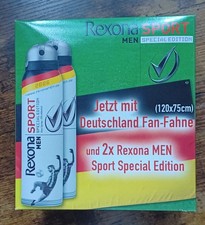 Rexona SPORT
MEN SPECIAL EDITION
Rexona SPORT
MEN
Jetzt mit
(120x75cm)
Deutschland Fan-Fahne
und 2x Rexona MEN
Sport Special Edition